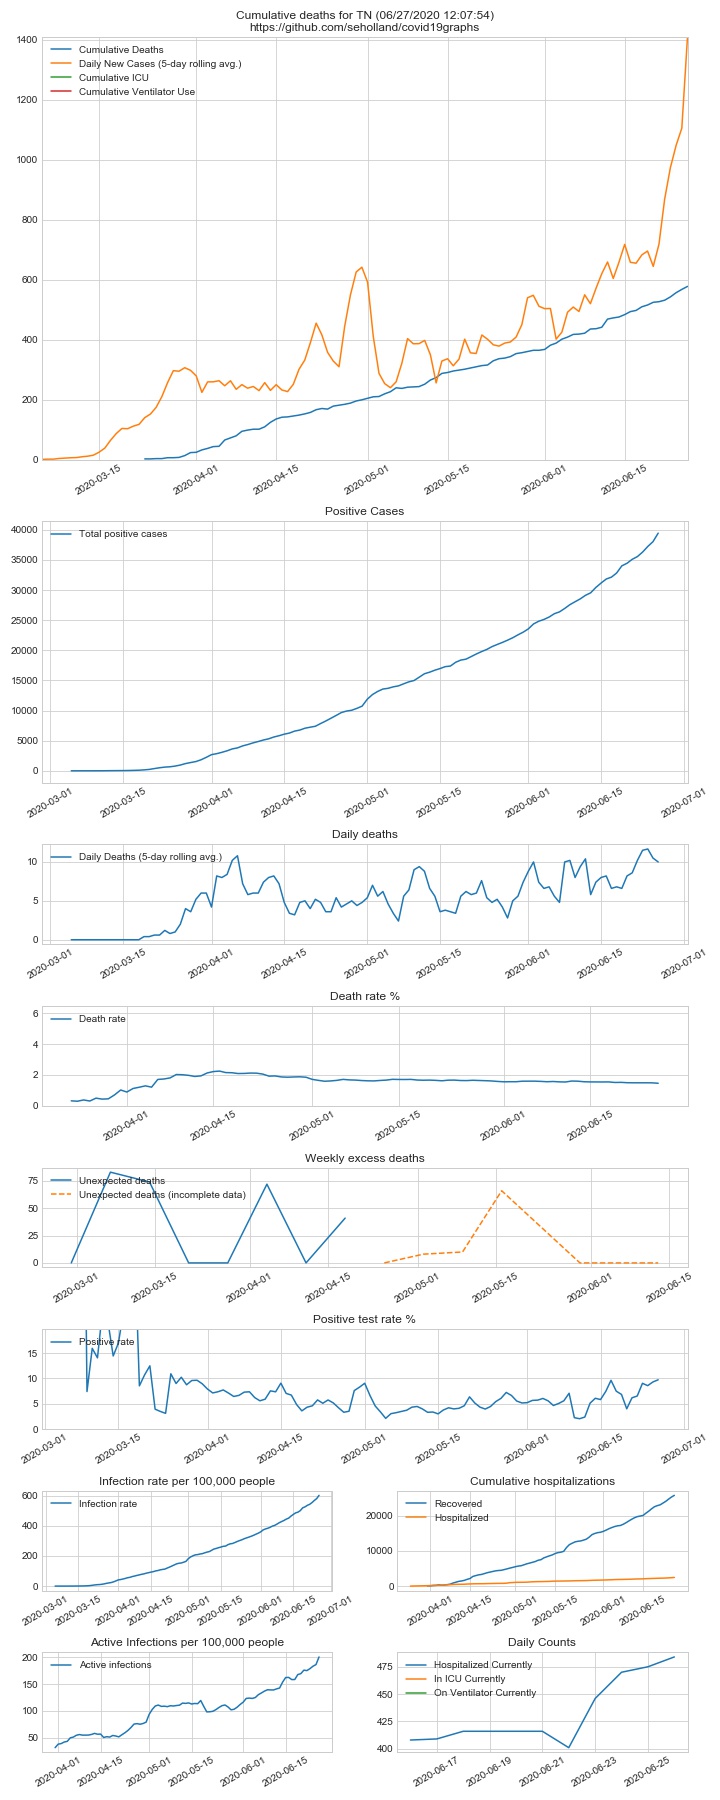 Cumulative deaths for TN (06/27/2020 12:07:54)
https://github.com/seholland/covid19graphs
Cumulative Deaths
Daily New Cases (5-day rolling avg.)
Cumulative ICU
Cumulative Ventilator Use
1400
1200
1000
800
600
400
200
0
2020-03-15 2020-04-01 2020-04-15 2020-05-01 2020-05-15 2020-06-01 2020-06-15
Positive Cases
Total positive cases
40000
35000
30000
25000
20000
15000
10000
5000
0
2020-03-01 2020-03-15 2020-04-01 2020-04-15 2020-05-01 2020-05-15 2020-06-01 2020-06-15 2020-07-01
Daily deaths
Daily Deaths (5-day rolling avg.)
10
5
0
2020-03-01 2020-03-15 2020-04-01 2020-04-15 2020-05-01 2020-05-15 2020-06-01 2020-06-15 2020-07-01
Death rate %
Death rate
6
4
2
0
2020-04-01 2020-04-15 2020-05-01 2020-05-15 2020-06-01 2020-06-15
Weekly excess deaths
Unexpected deaths
Unexpected deaths (incomplete data)
75
50
25
0
2020-03-01 2020-03-15 2020-04-01 2020-04-15 2020-05-01 2020-05-15 2020-06-01 2020-06-15
Positive test rate %
Positive rate
15
10
5
0
2020-03-01 2020-03-15 2020-04-01 2020-04-15 2020-05-01 2020-05-15 2020-06-01 2020-06-15 2020-07-01
Infection rate per 100,000 people
Infection rate
600
400
200
0
2020-03-01 2020-03-15 2020-04-01 2020-04-15 2020-05-01 2020-05-15 2020-06-01 2020-06-15 2020-07-01
Cumulative hospitalizations
Recovered
Hospitalized
20000
10000
0
2020-04-01 2020-04-15 2020-05-01 2020-05-15 2020-06-01 2020-06-15
Active Infections per 100,000 people
Active infections
200
150
100
50
2020-04-01 2020-04-15 2020-05-01 2020-05-15 2020-06-01 2020-06-15
Daily Counts
Hospitalized Currently
In ICU Currently
On Ventilator Currently
475
450
425
400
2020-06-17 2020-06-19 2020-06-21 2020-06-23 2020-06-25